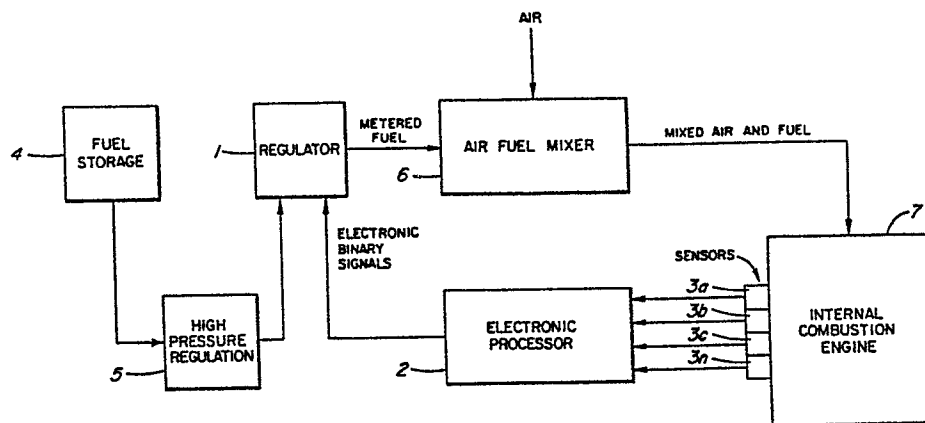 AIR
4
FUEL
STORAGE
1
REGULATOR
METERED
FUEL
AIR FUEL MIXER
6
MIXED AIR AND FUEL
7
ELECTRONIC
BINARY
SIGNALS
SENSORS
3a
3b
3c
3n
INTERNAL
COMBUSTION
ENGINE
HIGH
PRESSURE
REGULATION
5
ELECTRONIC
PROCESSOR
2